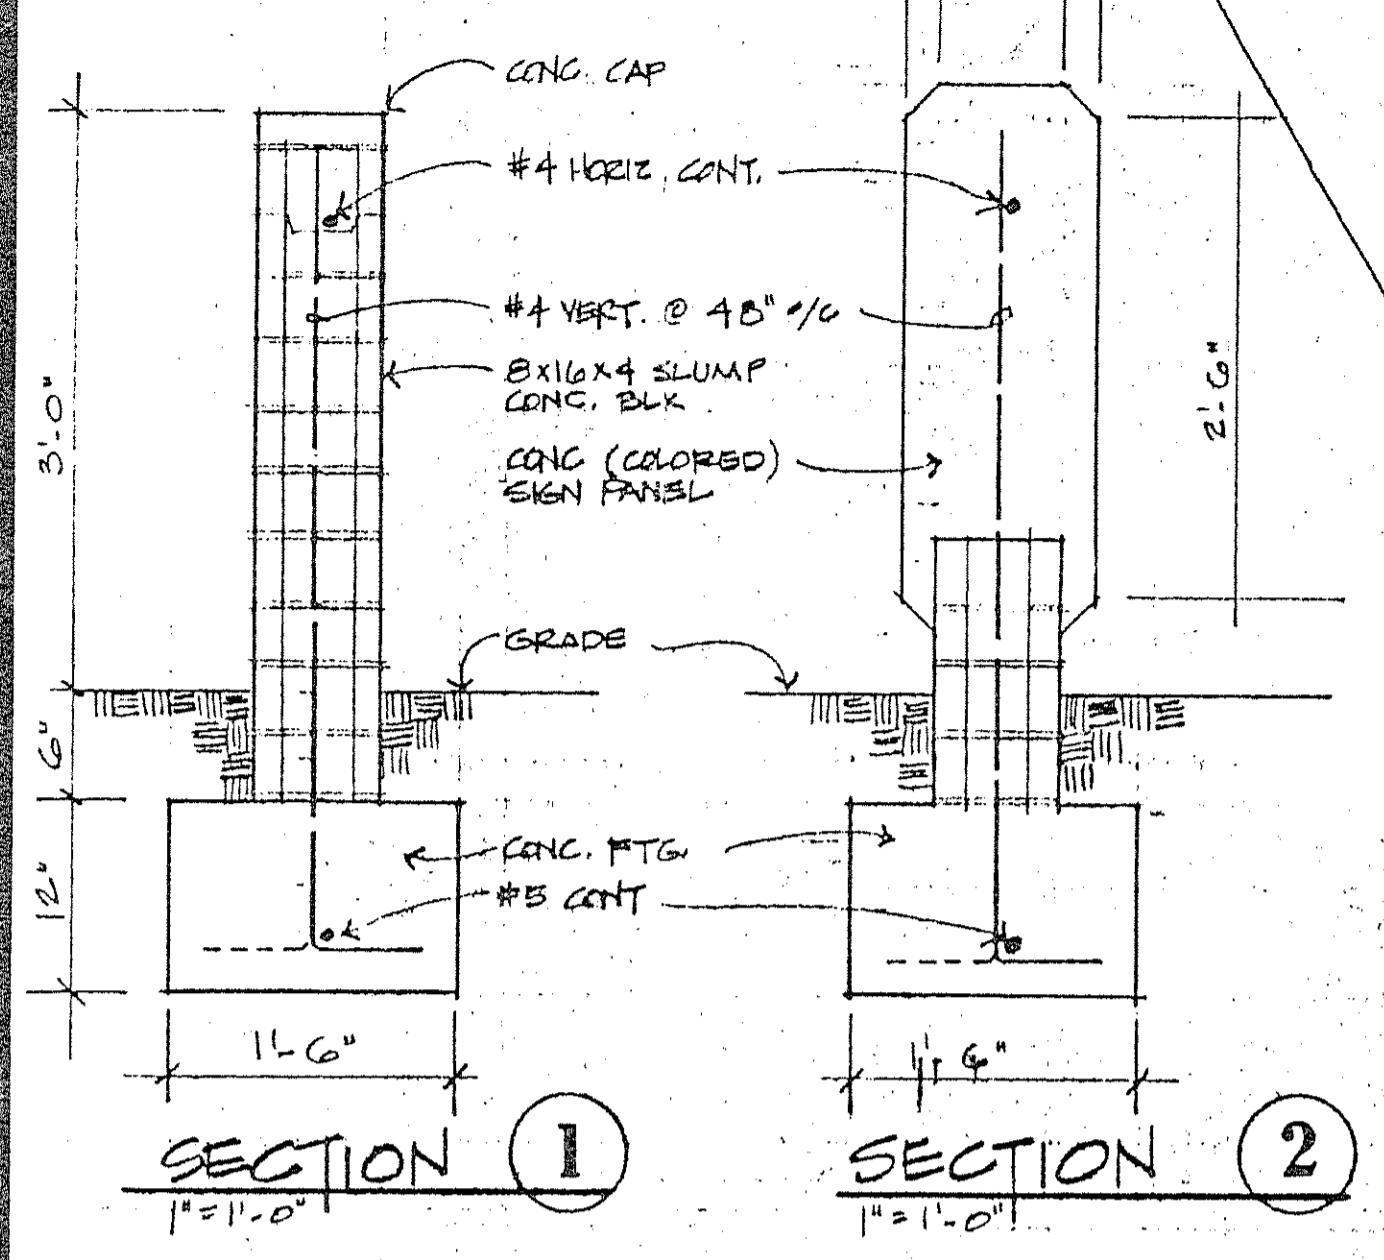 CONC. CAP
#4 HORIZ. CONT.
#4 VERT. @ 48" o/c
8x16x4 SLUMP
CONC. BLK.
CONC (COLORED)
SIGN PANEL
GRADE
CONC. FTG.
#5 CONT
3'-0"
6"
12"
2'-6"
1'-6"
1'-6"
SECTION 1
1" = 1'-0"
SECTION 2
1" = 1'-0"